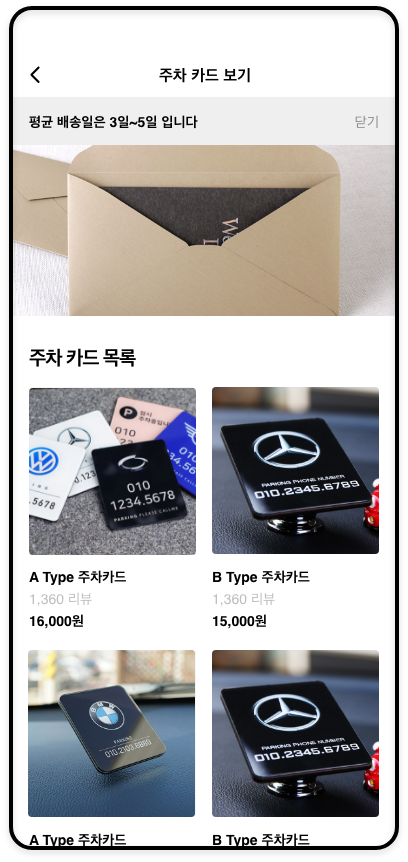 주차 카드 보기
평균 배송일은 3일~5일 입니다
닫기
주차 카드 목록
P
010
010
1234.5678
PARKING PLEASE CALL ME
.5678
PARKING PHONE NUMBER
010.2345.6789
A Type 주차카드
1,360 리뷰
16,000원
B Type 주차카드
1,360 리뷰
15,000원
BMW
PARKING
PARKING PHONE NUMBER
010.2345.6789
A Type 주차카드
B Type 주차카드